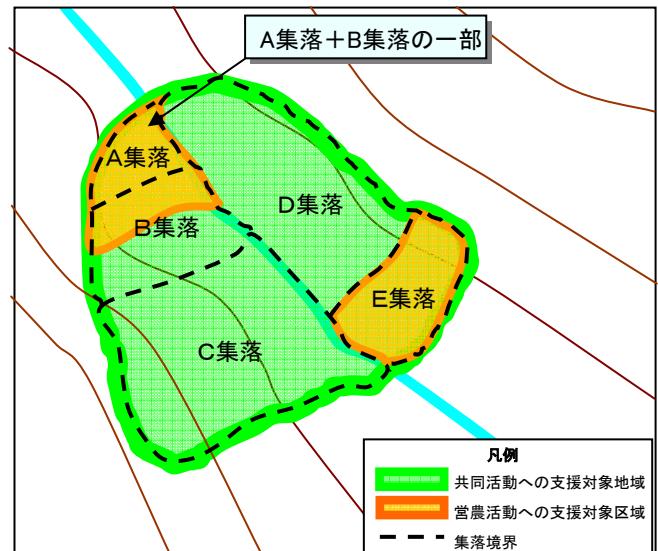 A集落+B集落の一部
A集落
B集落
D集落
E集落
C集落
凡例
共同活動への支援対象地域
営農活動への支援対象区域
集落境界